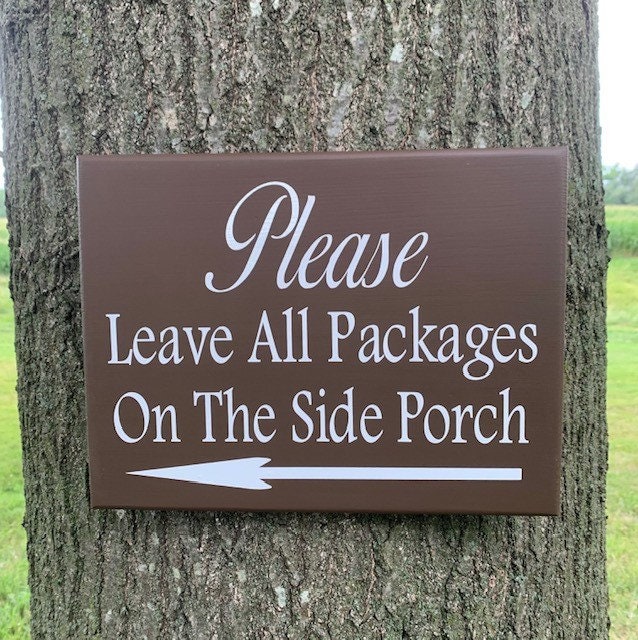 Please
Leave All Packages
On The Side Porch